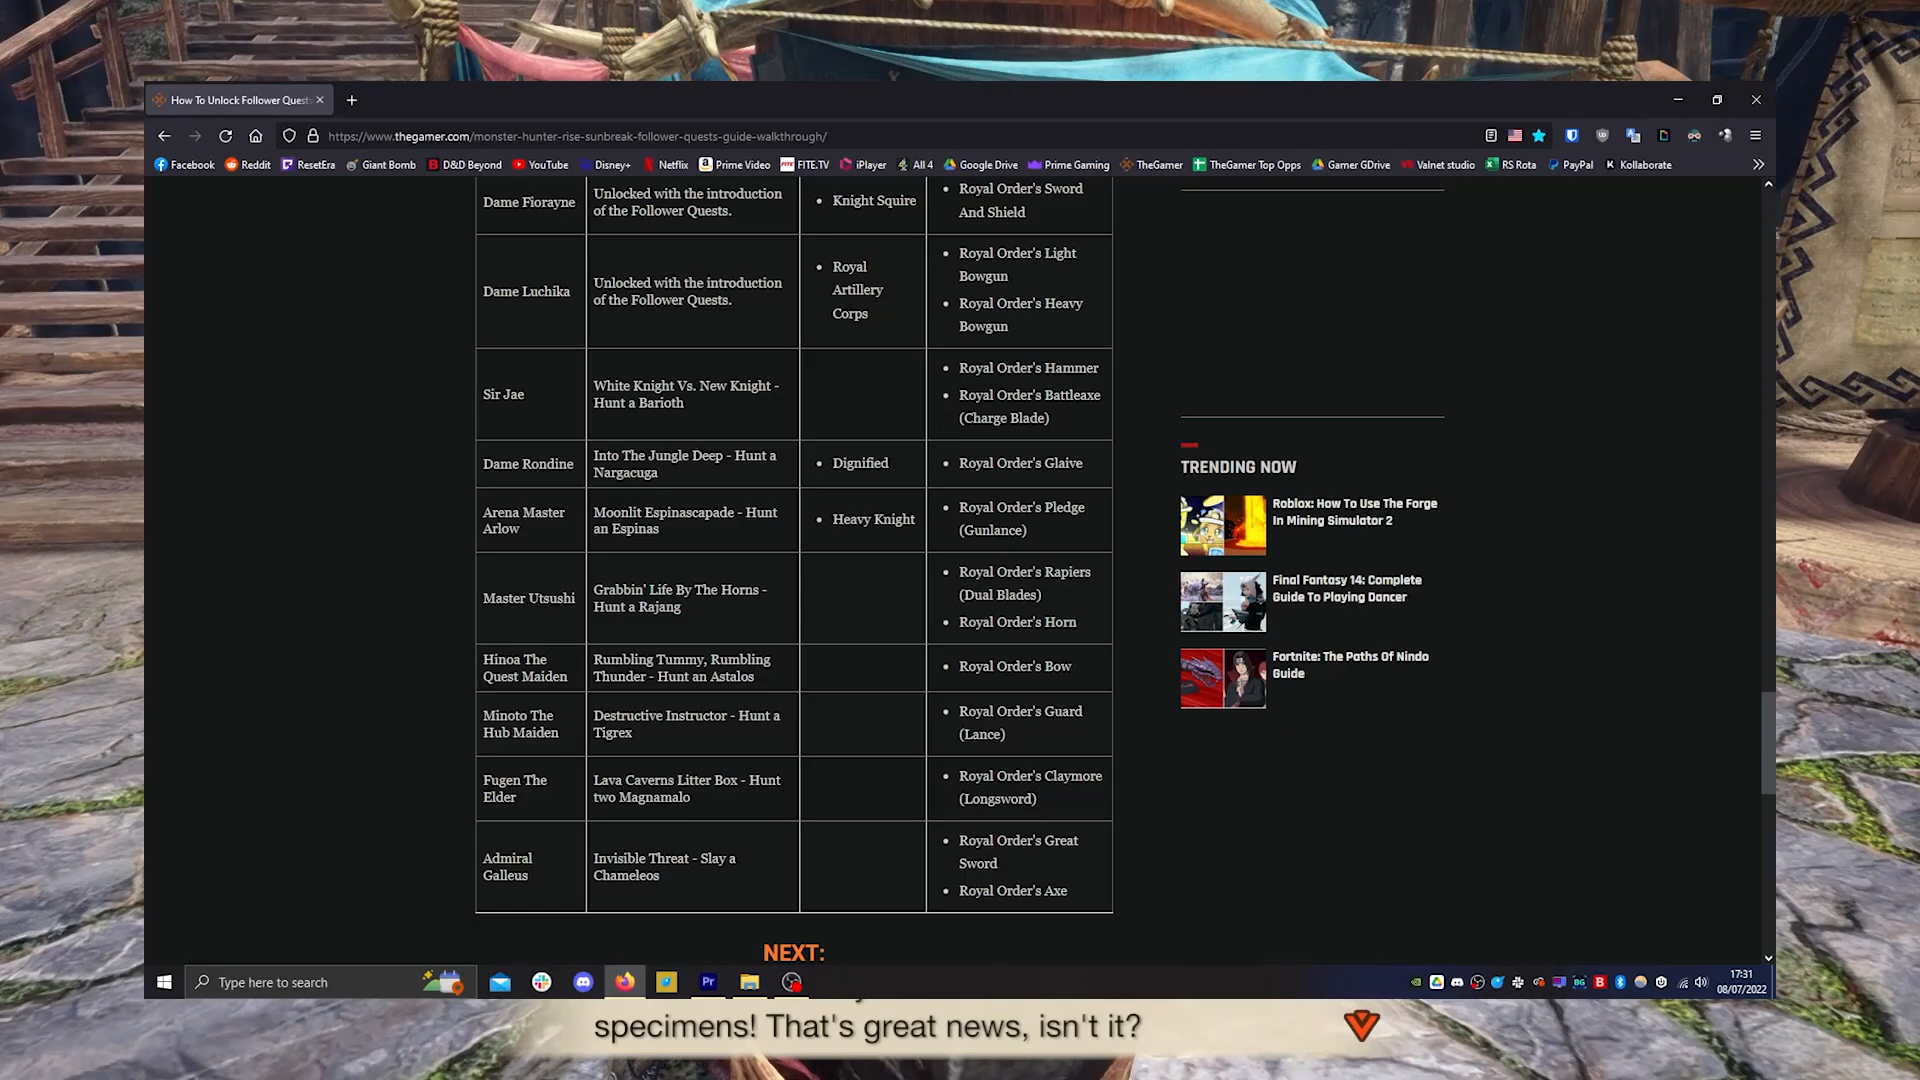 How To Unlock Follower Quest
https://www.thegamer.com/monster-hunter-rise-sunbreak-follower-quests-guide-walkthrough/
Facebook Reddit ResetEra Giant Bomb D&D Beyond YouTube Disney+ Netflix Prime Video FITE.TV iPlayer All 4 Google Drive Prime Gaming TheGamer TheGamer Top Opps Gamer GDrive Valnet studio RS Rota PayPal Kollaborate
Dame Fiorayne
Unlocked with the introduction
of the Follower Quests.
• Knight Squire
• Royal Order's Sword
And Shield
Dame Luchika
Unlocked with the introduction
of the Follower Quests.
• Royal
Artillery
Corps
• Royal Order's Light
Bowgun
• Royal Order's Heavy
Bowgun
Sir Jae
White Knight Vs. New Knight -
Hunt a Barioth
• Royal Order's Hammer
• Royal Order's Battleaxe
(Charge Blade)
Dame Rondine
Into The Jungle Deep - Hunt a
Nargacuga
• Dignified
• Royal Order's Glaive
Arena Master
Arlow
Moonlit Espinascapade - Hunt
an Espinas
• Heavy Knight
• Royal Order's Pledge
(Gunlance)
Master Utsushi
Grabbin' Life By The Horns -
Hunt a Rajang
• Royal Order's Rapiers
(Dual Blades)
• Royal Order's Horn
Hinoa The
Quest Maiden
Rumbling Tummy, Rumbling
Thunder - Hunt an Astalos
• Royal Order's Bow
Minoto The
Hub Maiden
Destructive Instructor - Hunt a
Tigrex
• Royal Order's Guard
(Lance)
Fugen The
Elder
Lava Caverns Litter Box - Hunt
two Magnamalo
• Royal Order's Claymore
(Longsword)
Admiral
Galleus
Invisible Threat - Slay a
Chameleos
• Royal Order's Great
Sword
• Royal Order's Axe
NEXT:
TRENDING NOW
Roblox: How To Use The Forge
In Mining Simulator 2
Final Fantasy 14: Complete
Guide To Playing Dancer
Fortnite: The Paths Of Nindo
Guide
Type here to search
Pr
17:31
08/07/2022
specimens! That's great news, isn't it?